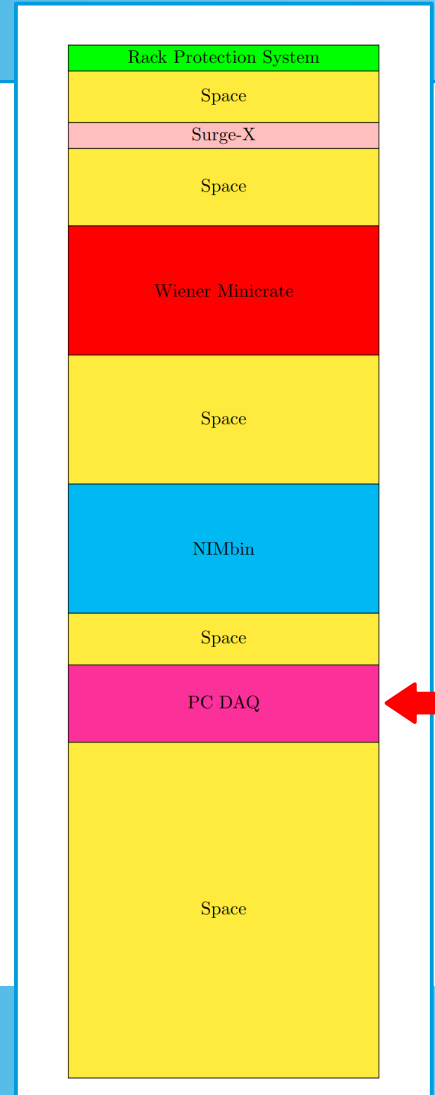 Rack Protection System
Space
Surge-X
Space
Wiener Minicrate
Space
NIMbin
Space
PC DAQ
Space